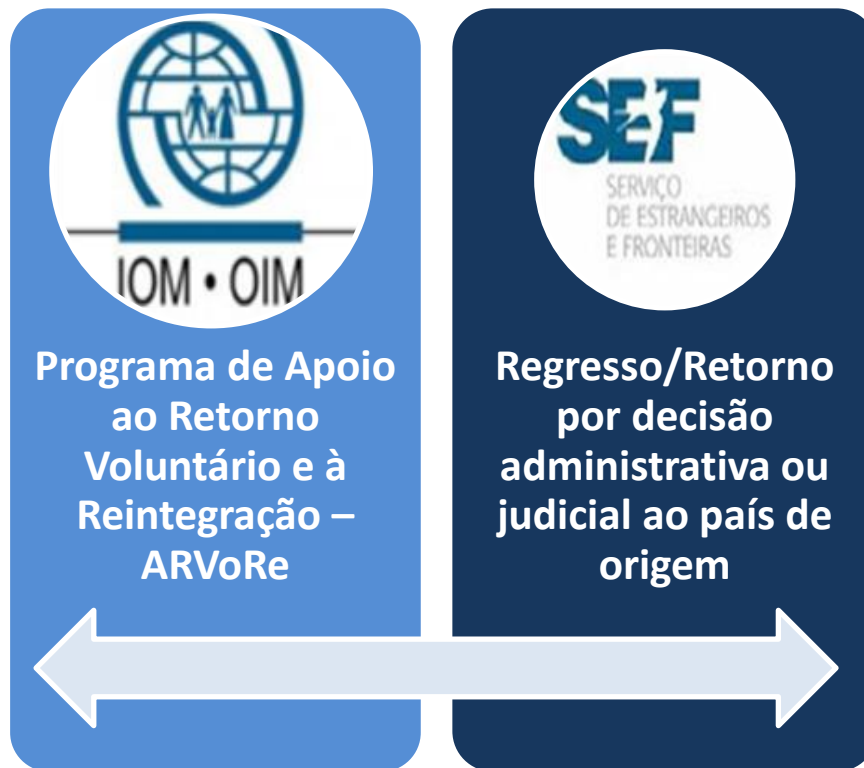 IOM • OIM
Programa de Apoio
ao Retorno
Voluntário e à
Reintegração –
ARVoRe
SEF
SERVIÇO
DE ESTRANGEIROS
E FRONTEIRAS
Regresso/Retorno
por decisão
administrativa ou
judicial ao país de
origem